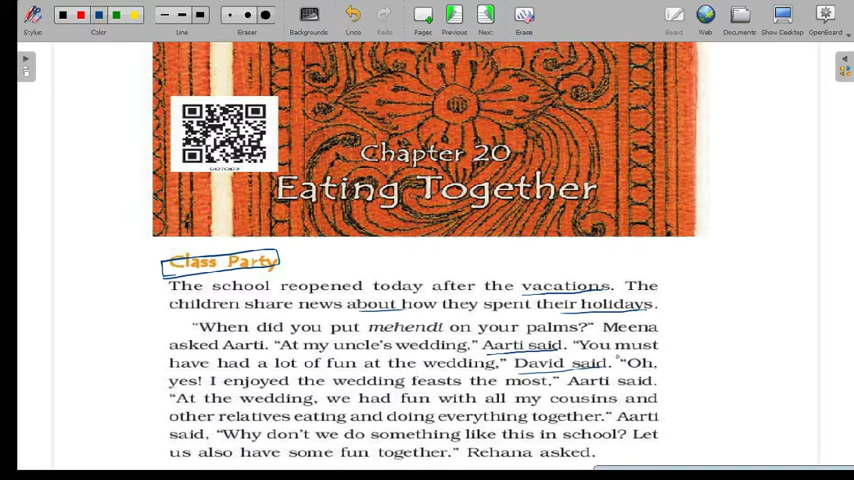 Stylus
Color
Line
Eraser
Backgrounds
Undo
Redo
Pages
Previous
Next
Erase
Board
Web
Documents
Show Desktop
OpenBoard
Chapter 20
Eating Together
Class Party
The school reopened today after the vacations. The
children share news about how they spent their holidays.
"When did you put mehendi on your palms?" Meena
asked Aarti. "At my uncle's wedding," Aarti said. "You must
have had a lot of fun at the wedding," David said. "Oh,
yes! I enjoyed the wedding feasts the most," Aarti said.
"At the wedding, we had fun with all my cousins and
other relatives eating and doing everything together." Aarti
said, "Why don't we do something like this in school? Let
us also have some fun together." Rehana asked.